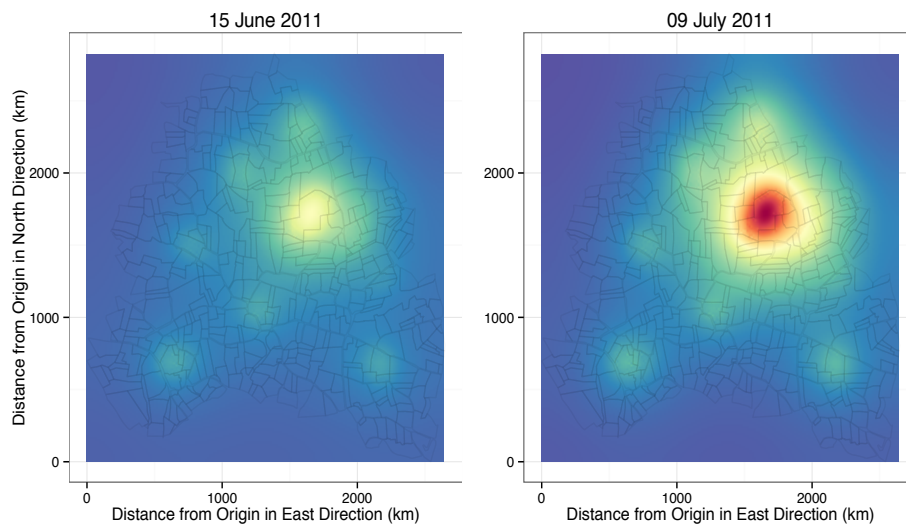 15 June 2011
09 July 2011
Distance from Origin in North Direction (km)
2000
1000
0
2000
1000
0
0
1000
2000
0
1000
2000
Distance from Origin in East Direction (km)
Distance from Origin in East Direction (km)